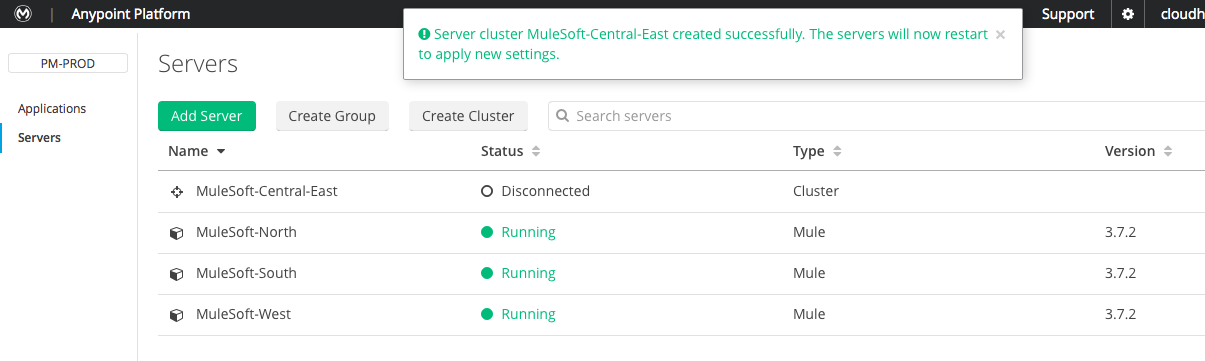 Anypoint Platform
Support
cloudh
Server cluster MuleSoft-Central-East created successfully. The servers will now restart
to apply new settings.
PM-PROD
Applications
Servers
Servers
Add Server
Create Group
Create Cluster
Search servers
Name Status Type Version
MuleSoft-Central-East Disconnected Cluster
MuleSoft-North Running Mule 3.7.2
MuleSoft-South Running Mule 3.7.2
MuleSoft-West Running Mule 3.7.2